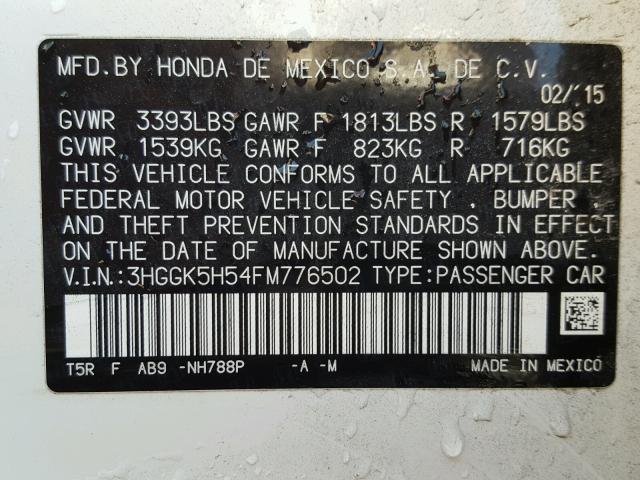 MFD.BY HONDA DE MEXICO S.A. DE C.V.
02/15
GVWR 3393LBS GAWR F 1813LBS R 1579LBS
GVWR 1539KG GAWR F 823KG R 716KG
THIS VEHICLE CONFORMS TO ALL APPLICABLE
FEDERAL MOTOR VEHICLE SAFETY , BUMPER ,
AND THEFT PREVENTION STANDARDS IN EFFECT
ON THE DATE OF MANUFACTURE SHOWN ABOVE.
V.I.N:3HGGK5H54FM776502 TYPE:PASSENGER CAR
T5R F AB9 -NH788P -A -M MADE IN MEXICO